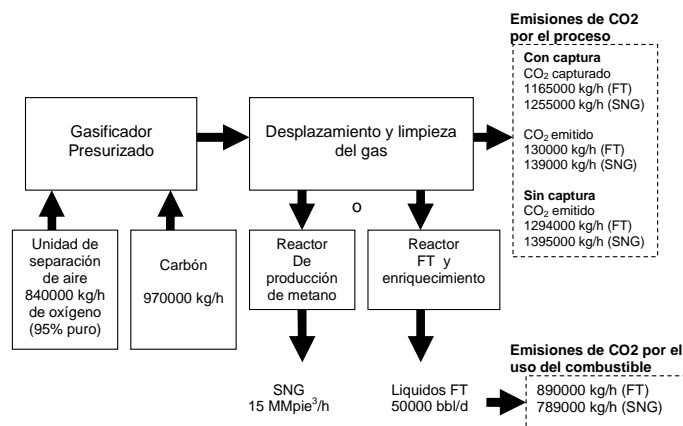 Emisiones de CO2
por el proceso
Con captura
CO₂ capturado
1165000 kg/h (FT)
1255000 kg/h (SNG)
CO₂ emitido
130000 kg/h (FT)
139000 kg/h (SNG)
Sin captura
CO₂ emitido
1294000 kg/h (FT)
1395000 kg/h (SNG)
Gasificador
Presurizado
Desplazamiento y limpieza
del gas
o
Unidad de
separación
de aire
840000 kg/h
de oxígeno
(95% puro)
Carbón
970000 kg/h
Reactor
De
producción
de metano
Reactor
FT y
enriquecimiento
SNG
15 MMpie³/h
Liquidos FT
50000 bbl/d
Emisiones de CO2 por el
uso del combustible
890000 kg/h (FT)
789000 kg/h (SNG)